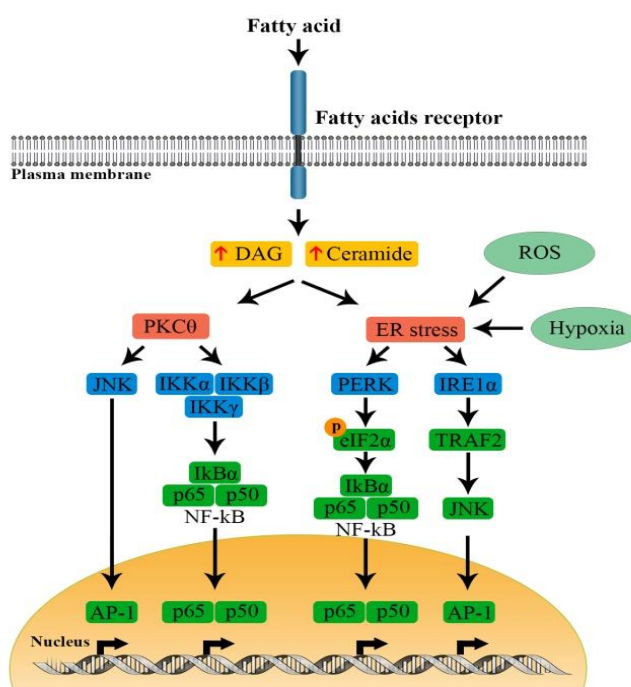 Fatty acid
Fatty acids receptor
Plasma membrane
↑ DAG ↑ Ceramide
ROS
PKCθ ER stress Hypoxia
JNK IKKα IKKβ PERK IRE1α
IKKγ
p
eIF2α TRAF2
IkBα IkBα
p65 p50 p65 p50 JNK
NF-kB NF-kB
AP-1 p65 p50 p65 p50 AP-1
Nucleus